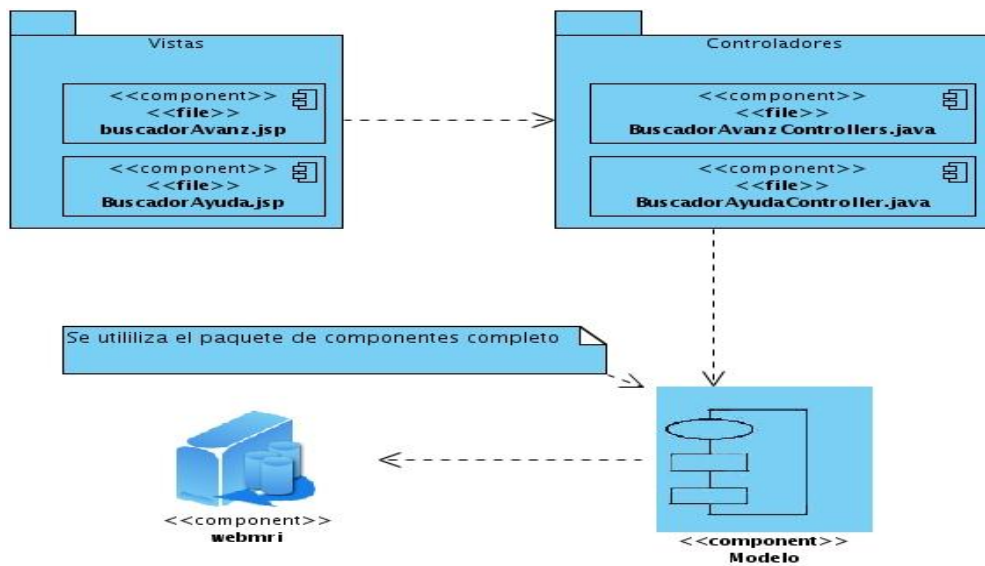 Vistas
<<component>>
<<file>>
buscadorAvanz.jsp
<<component>>
<<file>>
BuscadorAyuda.jsp
Controladores
<<component>>
<<file>>
BuscadorAvanzControllers.java
<<component>>
<<file>>
BuscadorAyudaController.java
Se utililiza el paquete de componentes completo
<<component>>
webmri
<<component>>
Modelo